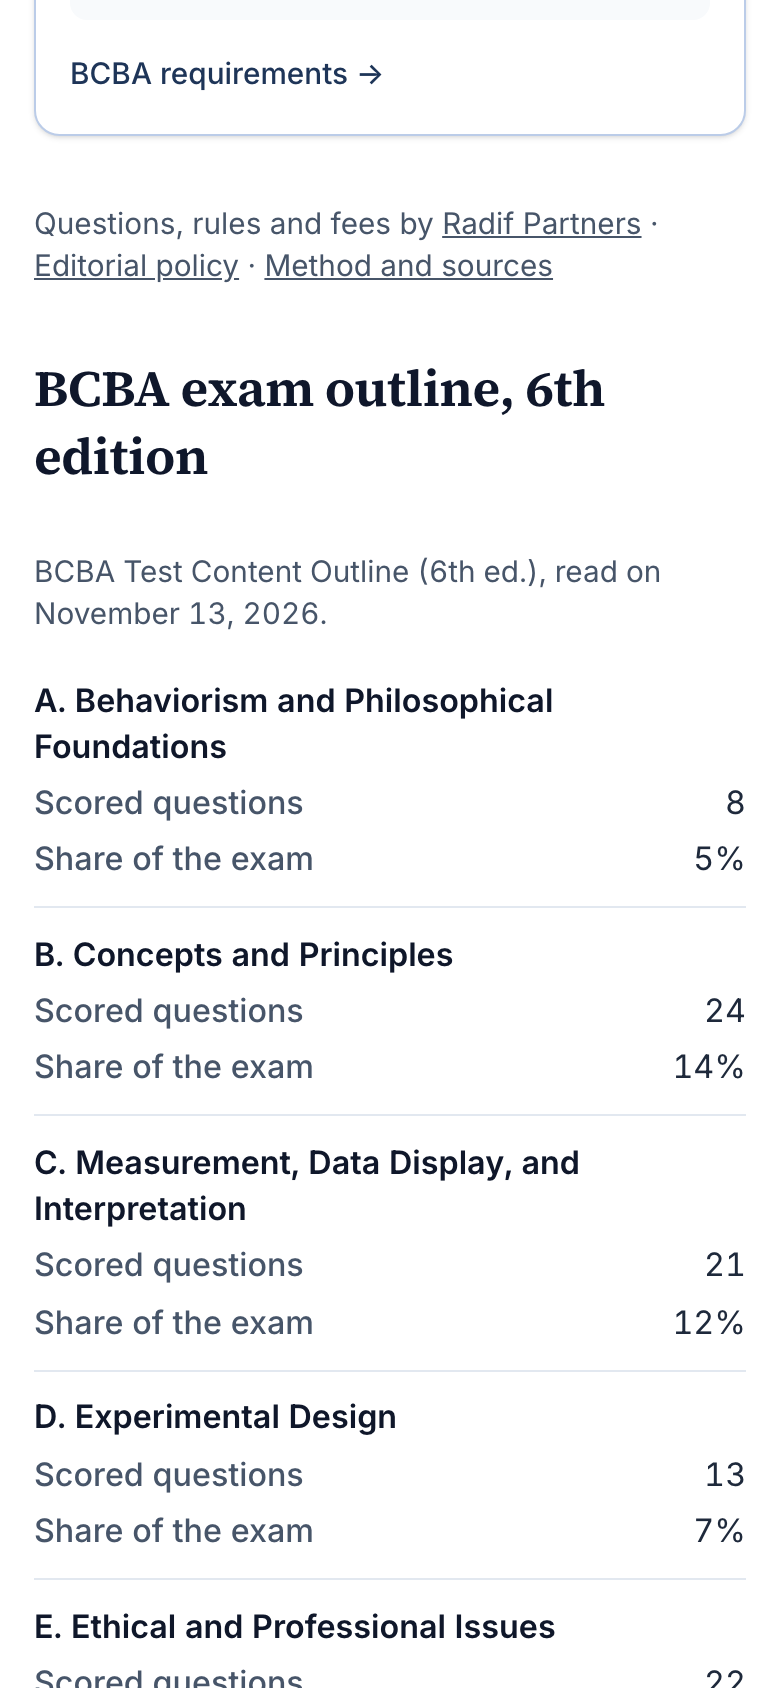 BCBA requirements →
Questions, rules and fees by Radif Partners ·
Editorial policy · Method and sources
BCBA exam outline, 6th
edition
BCBA Test Content Outline (6th ed.), read on
November 13, 2026.
A. Behaviorism and Philosophical
Foundations
Scored questions 8
Share of the exam 5%
B. Concepts and Principles
Scored questions 24
Share of the exam 14%
C. Measurement, Data Display, and
Interpretation
Scored questions 21
Share of the exam 12%
D. Experimental Design
Scored questions 13
Share of the exam 7%
E. Ethical and Professional Issues
Scored questions 22